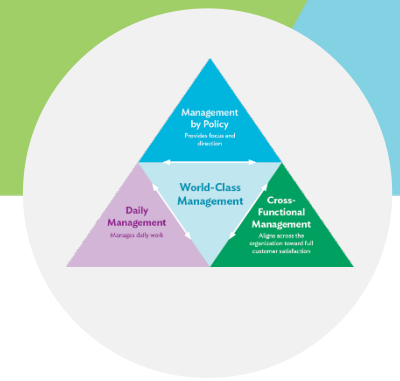 Management
by Policy
Provides focus and
direction
World-Class
Management
Daily
Management
Manages daily work
Cross-
Functional
Management
Aligns across the
organization toward full
customer satisfaction